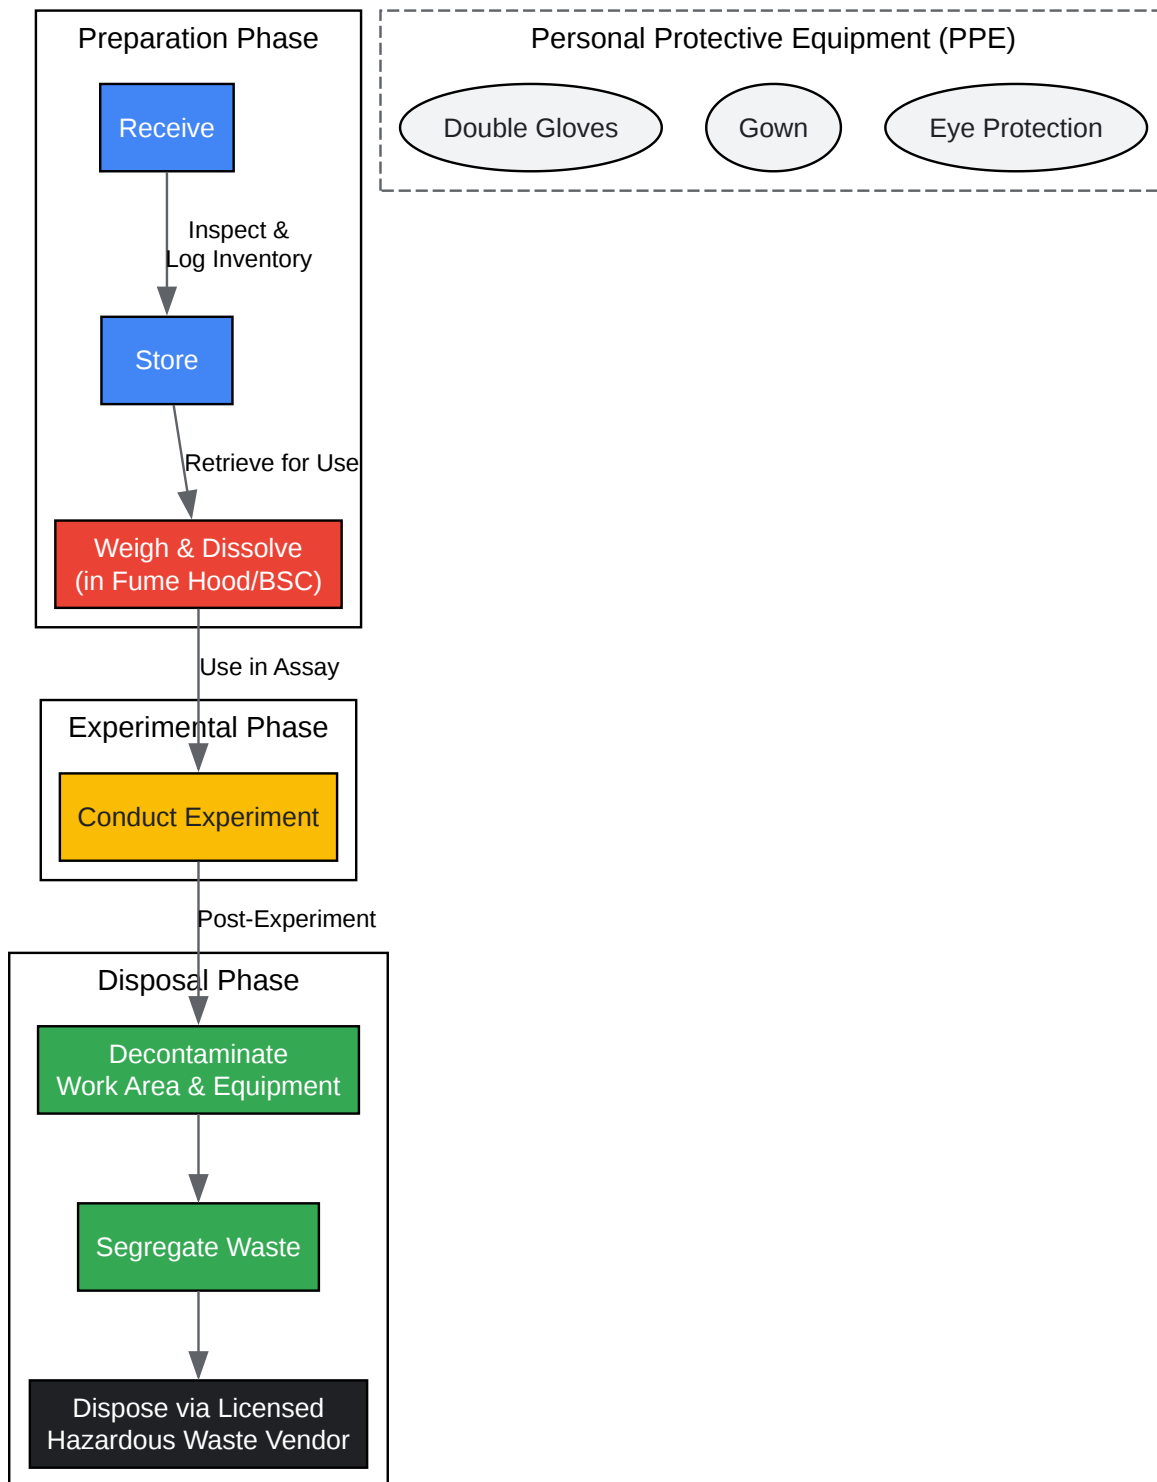 Preparation Phase
Personal Protective Equipment (PPE)
Receive
Double Gloves
Gown
Eye Protection
Inspect &
Log Inventory
Store
Retrieve for Use
Weigh & Dissolve
(in Fume Hood/BSC)
Use in Assay
Experimental Phase
Conduct Experiment
Post-Experiment
Disposal Phase
Decontaminate
Work Area & Equipment
Segregate Waste
Dispose via Licensed
Hazardous Waste Vendor